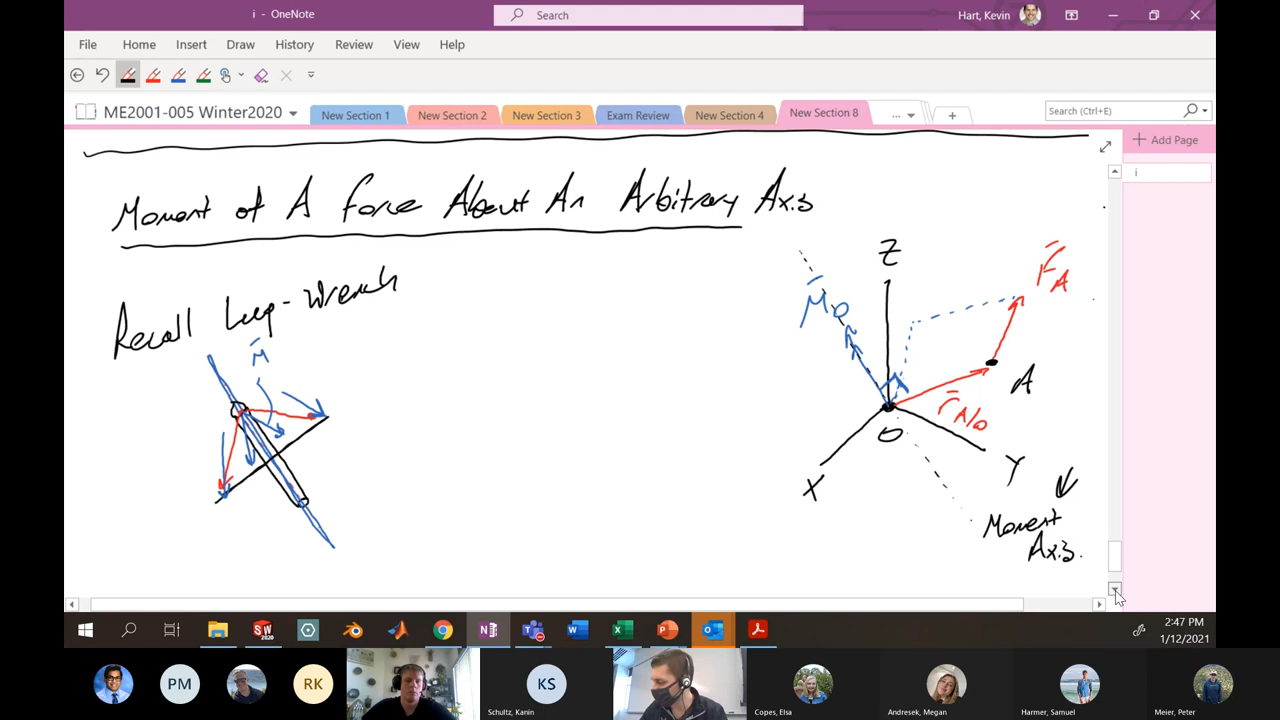 i - OneNote
Search
Hart, Kevin
File Home Insert Draw History Review View Help
ME2001-005 Winter2020
New Section 1
New Section 2
New Section 3
Exam Review
New Section 4
New Section 8
...
Search (Ctrl+E)
Add Page
i
Moment of A Force About An Arbitrary Axis
Recall Lug-Wrench
M̄
Z
F̄A
M̄O
A
r̄A/O
O
X
Y
Moment
Axis.
2:47 PM
1/12/2021
PM
RK
KS
Schultz, Kanin
Copes, Elsa
Andresek, Megan
Harmer, Samuel
Meier, Peter